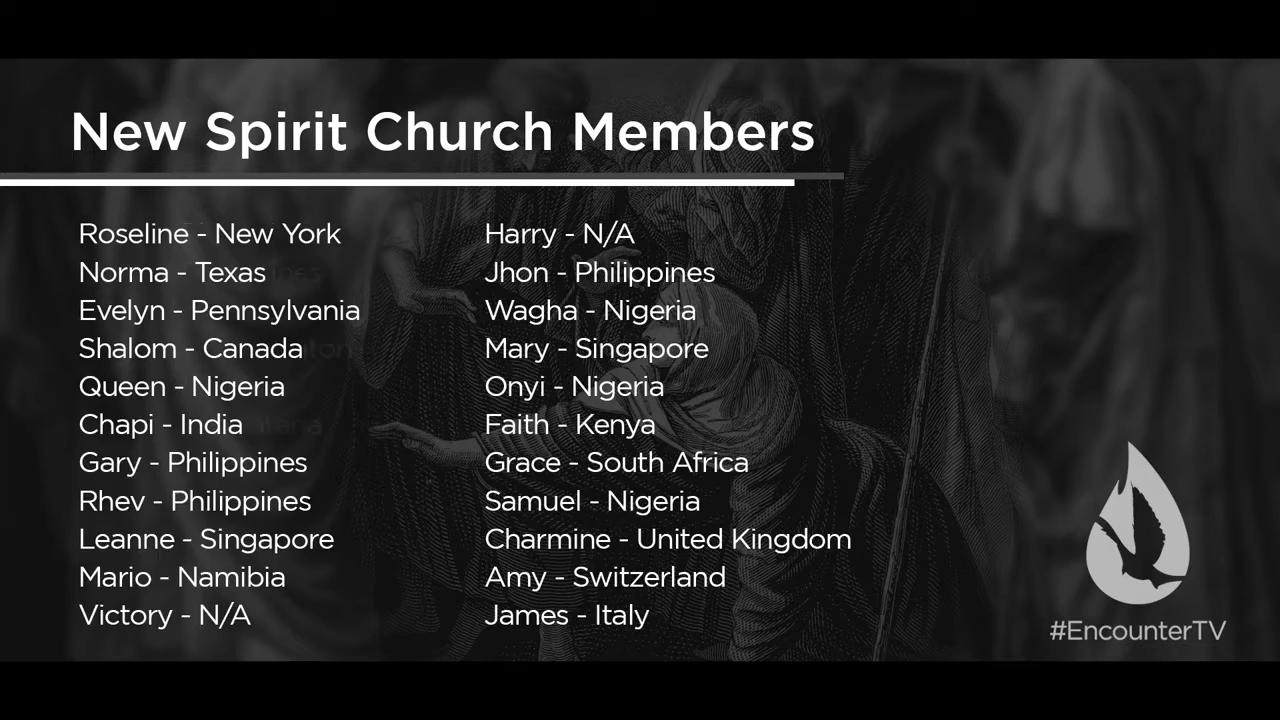 New Spirit Church Members
Roseline - New York
Norma - Texas
Evelyn - Pennsylvania
Shalom - Canada
Queen - Nigeria
Chapi - India
Gary - Philippines
Rhev - Philippines
Leanne - Singapore
Mario - Namibia
Victory - N/A
Harry - N/A
Jhon - Philippines
Wagha - Nigeria
Mary - Singapore
Onyi - Nigeria
Faith - Kenya
Grace - South Africa
Samuel - Nigeria
Charmine - United Kingdom
Amy - Switzerland
James - Italy
#EncounterTV